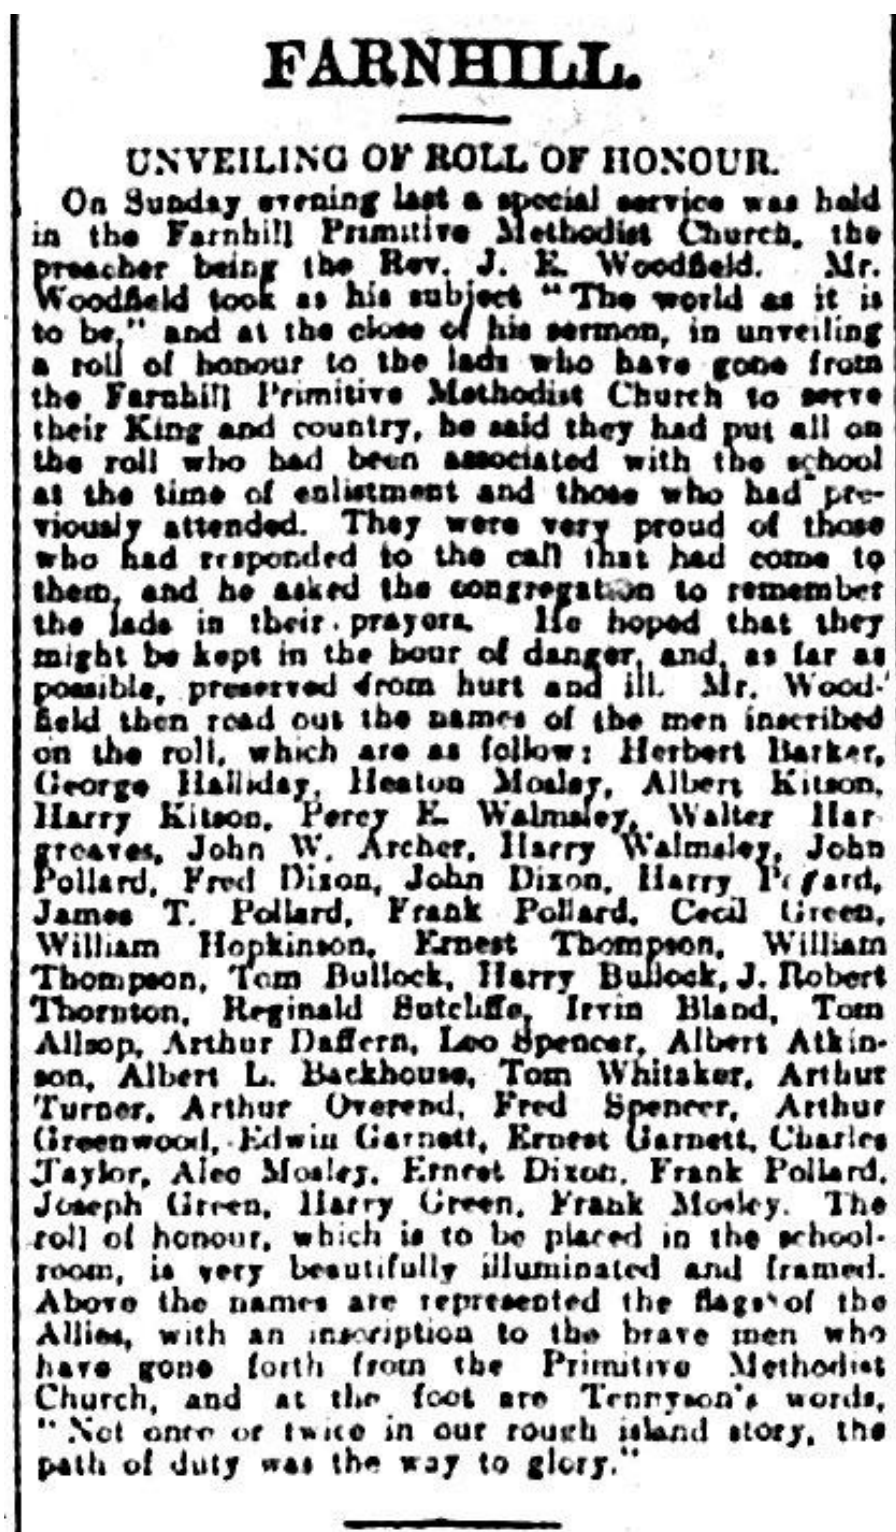 FARNHILL.
UNVEILING OF ROLL OF HONOUR.
On Sunday evening last a special service was held
in the Farnhill Primitive Methodist Church, the
preacher being the Rev. J. E. Woodfield. Mr.
Woodfield took as his subject "The world as it is
to be," and at the close of his sermon, in unveiling
a roll of honour to the lads who have gone from
the Farnhill Primitive Methodist Church to serve
their King and country, he said they had put all on
the roll who had been associated with the school
at the time of enlistment and those who had pre-
viously attended. They were very proud of those
who had responded to the call that had come to
them, and he asked the congregation to remember
the lads in their prayers. He hoped that they
might be kept in the hour of danger, and, as far as
possible, preserved from hurt and ill. Mr. Wood-
field then read out the names of the men inscribed
on the roll, which are as follow: Herbert Barker,
George Halliday, Heaton Mosley, Albert Kitson,
Harry Kitson, Percy E. Walmsley, Walter Har
greaves, John W. Archer, Harry Walmsley, John
Pollard, Fred Dixon, John Dixon, Harry
James T. Pollard, Frank Pollard, Cecil Green,
William Hopkinson, Ernest Thompson, William
Thompson, Tom Bullock, Harry Bullock, J. Robert
Thornton, Reginald Sutcliffe, Irvin Bland, Tom
Allsop, Arthur Daffern, Leo Spencer, Albert Atkin-
son, Albert L. Backhouse, Tom Whitaker, Arthur
Turner, Arthur Overend, Fred Spencer, Arthur
Greenwood, Edwin Garnett, Ernest Garnett, Charles
Taylor, Alec Mosley, Ernest Dixon, Frank Pollard,
Joseph Green, Harry Green, Frank Mosley. The
roll of honour, which is to be placed in the school-
room, is very beautifully illuminated and framed.
Above the names are represented the flags of the
Allies, with an inscription to the brave men who
have gone forth from the Primitive Methodist
Church, and at the foot are Tennyson's words,
"Not once or twice in our rough island story, the
path of duty was the way to glory."